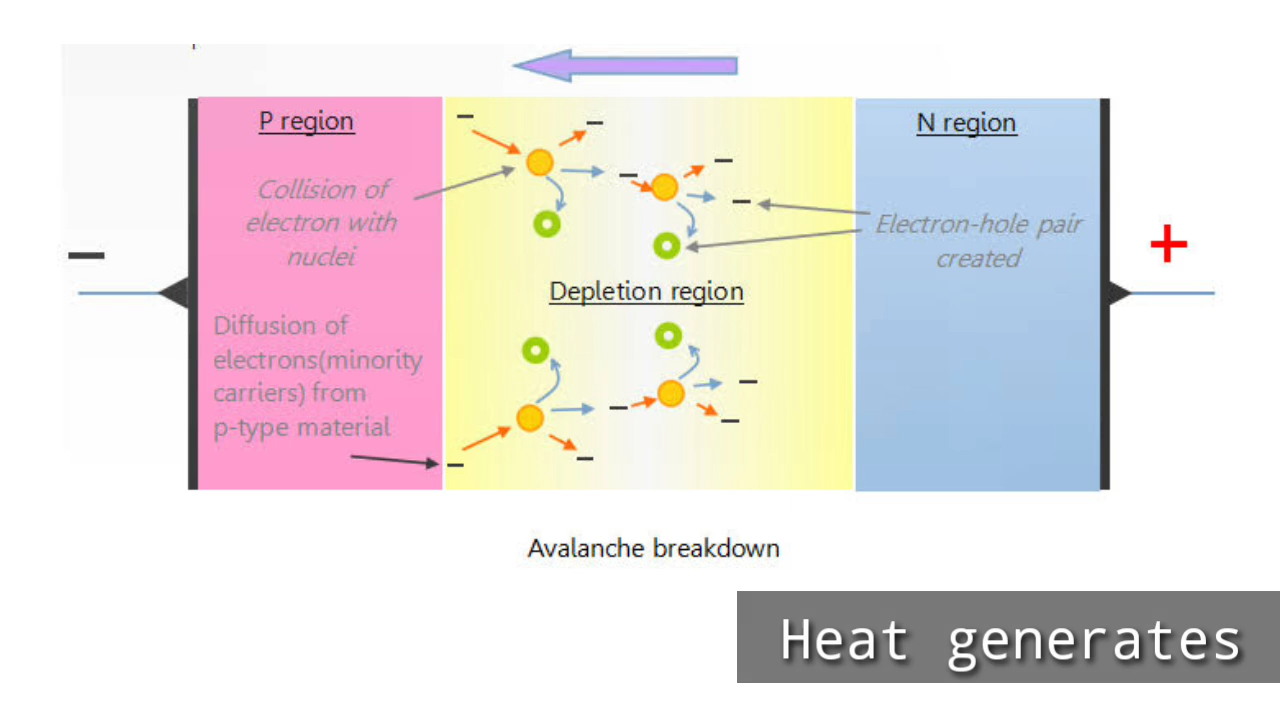 P region
N region
Collision of
electron with
nuclei
Electron-hole pair
created
Depletion region
Diffusion of
electrons(minority
carriers) from
p-type material
Avalanche breakdown
Heat generates